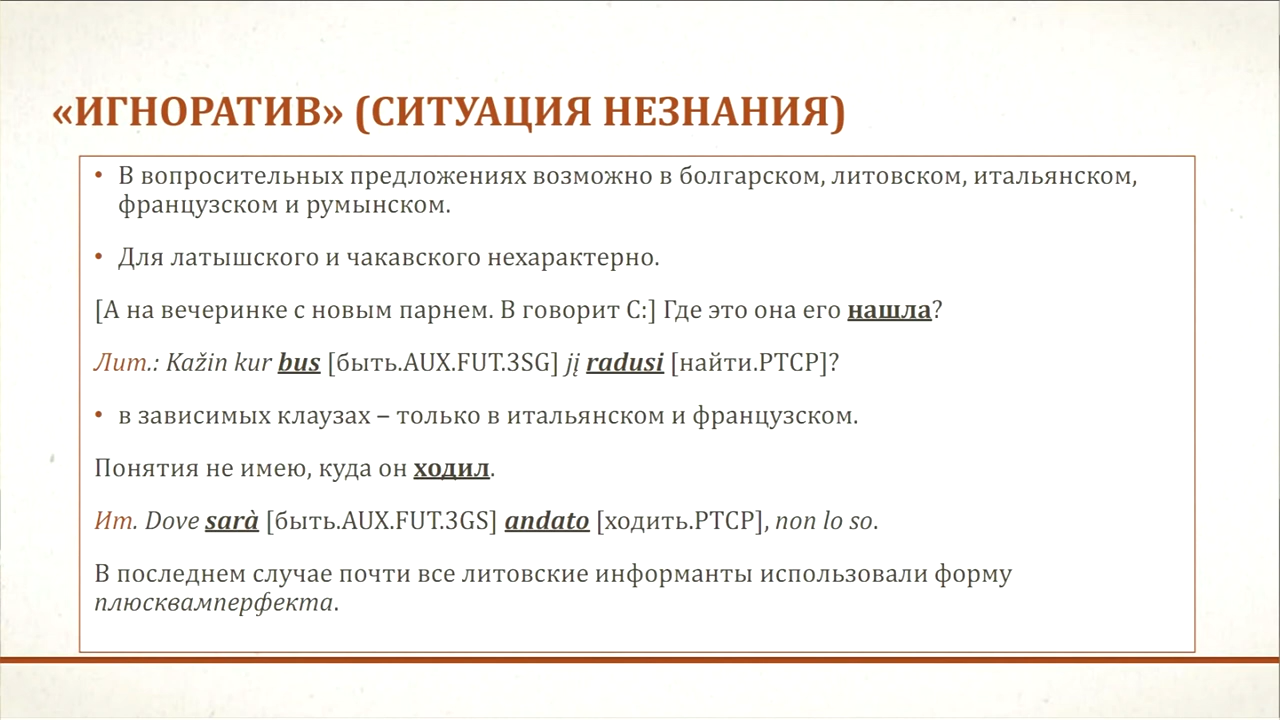 «ИГНОРАТИВ» (СИТУАЦИЯ НЕЗНАНИЯ)
• В вопросительных предложениях возможно в болгарском, литовском, итальянском,
французском и румынском.
• Для латышского и чакавского нехарактерно.
[А на вечеринке с новым парнем. В говорит С:] Где это она его нашла?
Лит.: Kažin kur bus [быть.AUX.FUT.3SG] jį radusi [найти.PTCP]?
• в зависимых клаузах – только в итальянском и французском.
Понятия не имею, куда он ходил.
Ит. Dove sarà [быть.AUX.FUT.3GS] andato [ходить.PTCP], non lo so.
В последнем случае почти все литовские информанты использовали форму
плюсквамперфекта.